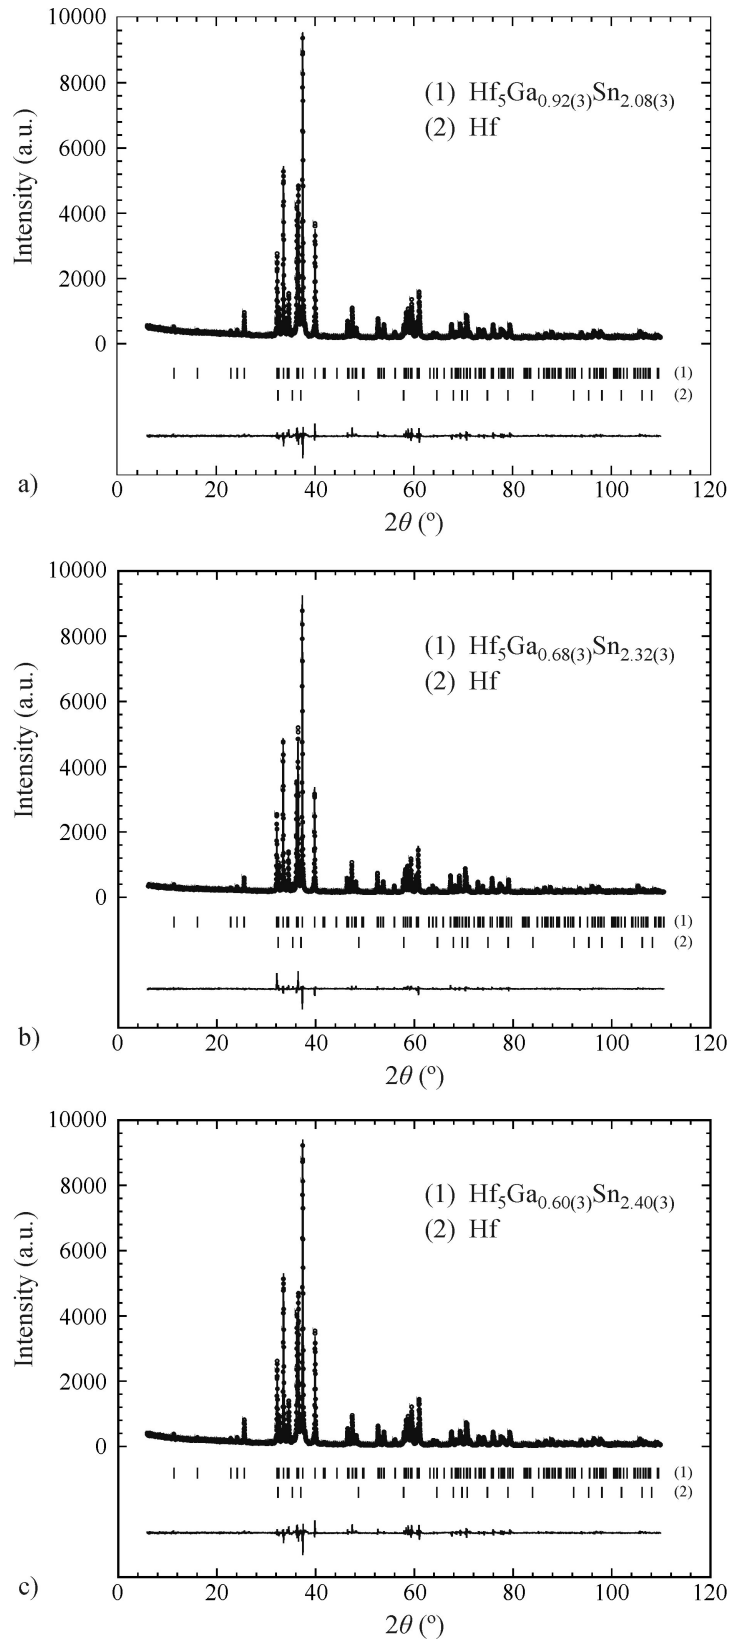 10000
8000
6000
4000
2000
0
Intensity (a.u.)
(1) Hf5Ga0.92(3)Sn2.08(3)
(2) Hf
(1)
(2)
a)
0 20 40 60 80 100 120
2θ (º)
10000
8000
6000
4000
2000
0
Intensity (a.u.)
(1) Hf5Ga0.68(3)Sn2.32(3)
(2) Hf
(1)
(2)
b)
0 20 40 60 80 100 120
2θ (º)
10000
8000
6000
4000
2000
0
Intensity (a.u.)
(1) Hf5Ga0.60(3)Sn2.40(3)
(2) Hf
(1)
(2)
c)
0 20 40 60 80 100 120
2θ (º)